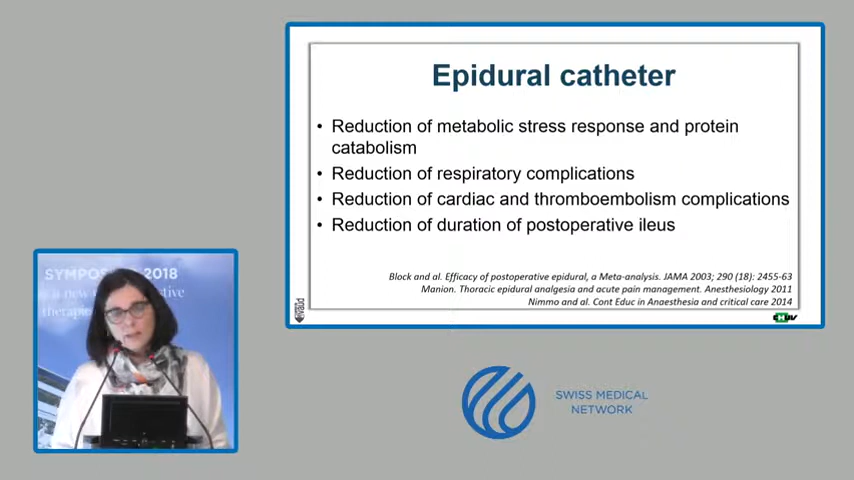 Epidural catheter
• Reduction of metabolic stress response and protein
catabolism
• Reduction of respiratory complications
• Reduction of cardiac and thromboembolism complications
• Reduction of duration of postoperative ileus
Block and al. Efficacy of postoperative epidural, a Meta-analysis. JAMA 2003; 290 (18): 2455-63
Manion. Thoracic epidural analgesia and acute pain management. Anesthesiology 2011
Nimmo and al. Cont Educ in Anaesthesia and critical care 2014
SYMPOS 2018
a new
therap
SWISS MEDICAL
NETWORK